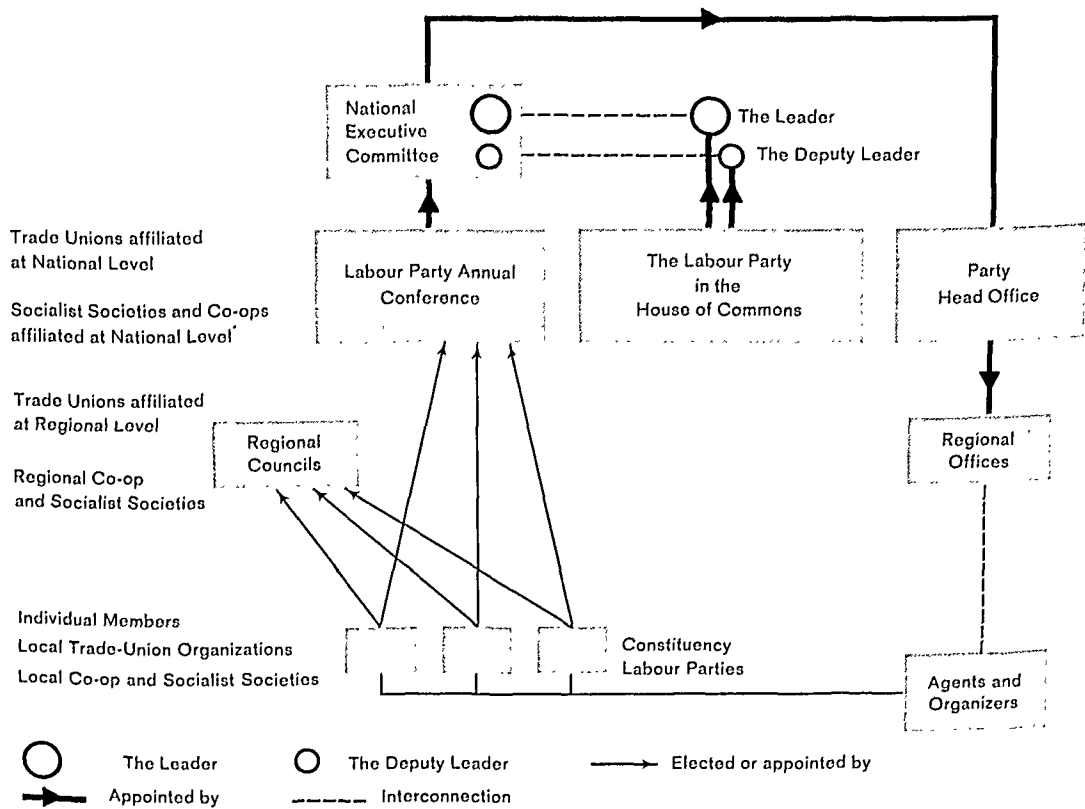 National
Executive
Committee
The Leader
The Deputy Leader
Trade Unions affiliated
at National Level
Socialist Societies and Co-ops
affiliated at National Level
Labour Party Annual
Conference
The Labour Party
in the
House of Commons
Party
Head Office
Trade Unions affiliated
at Regional Level
Regional Co-op
and Socialist Societies
Regional
Councils
Regional
Offices
Individual Members
Local Trade-Union Organizations
Local Co-op and Socialist Societies
Constituency
Labour Parties
Agents and
Organizers
The Leader
The Deputy Leader
Elected or appointed by
Appointed by
Interconnection